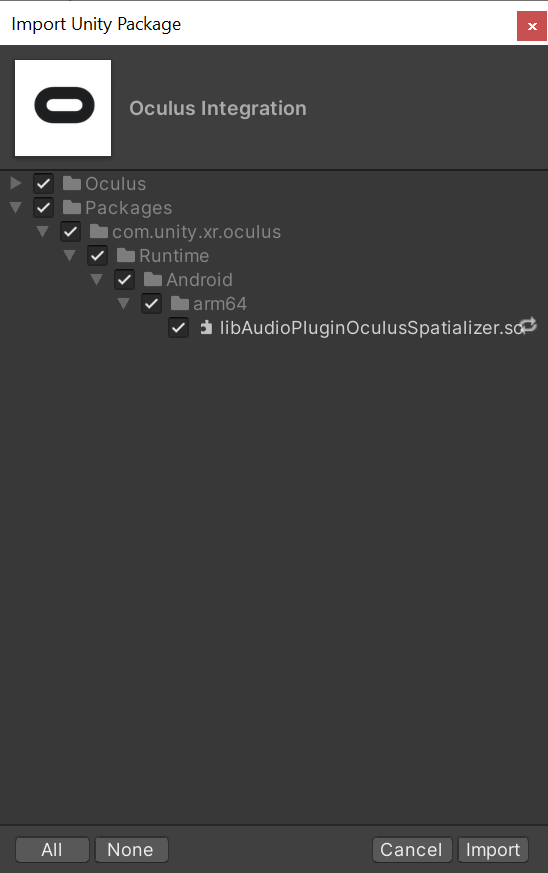 Import Unity Package
x
Oculus Integration
Oculus
Packages
com.unity.xr.oculus
Runtime
Android
arm64
libAudioPluginOculusSpatializer.so
All None Cancel Import